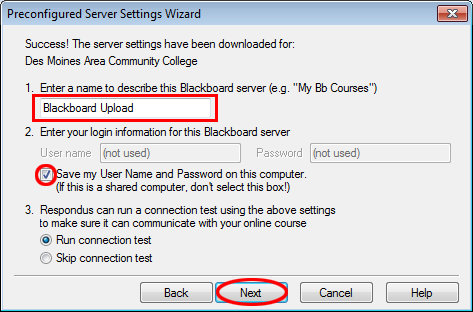 Preconfigured Server Settings Wizard
Success! The server settings have been downloaded for:
Des Moines Area Community College
1. Enter a name to describe this Blackboard server (e.g. "My Bb Courses")
Blackboard Upload
2. Enter your login information for this Blackboard server
User name (not used) Password (not used)
Save my User Name and Password on this computer.
(If this is a shared computer, don't select this box!)
3. Respondus can run a connection test using the above settings
to make sure it can communicate with your online course
Run connection test
Skip connection test
Back Next Cancel Help